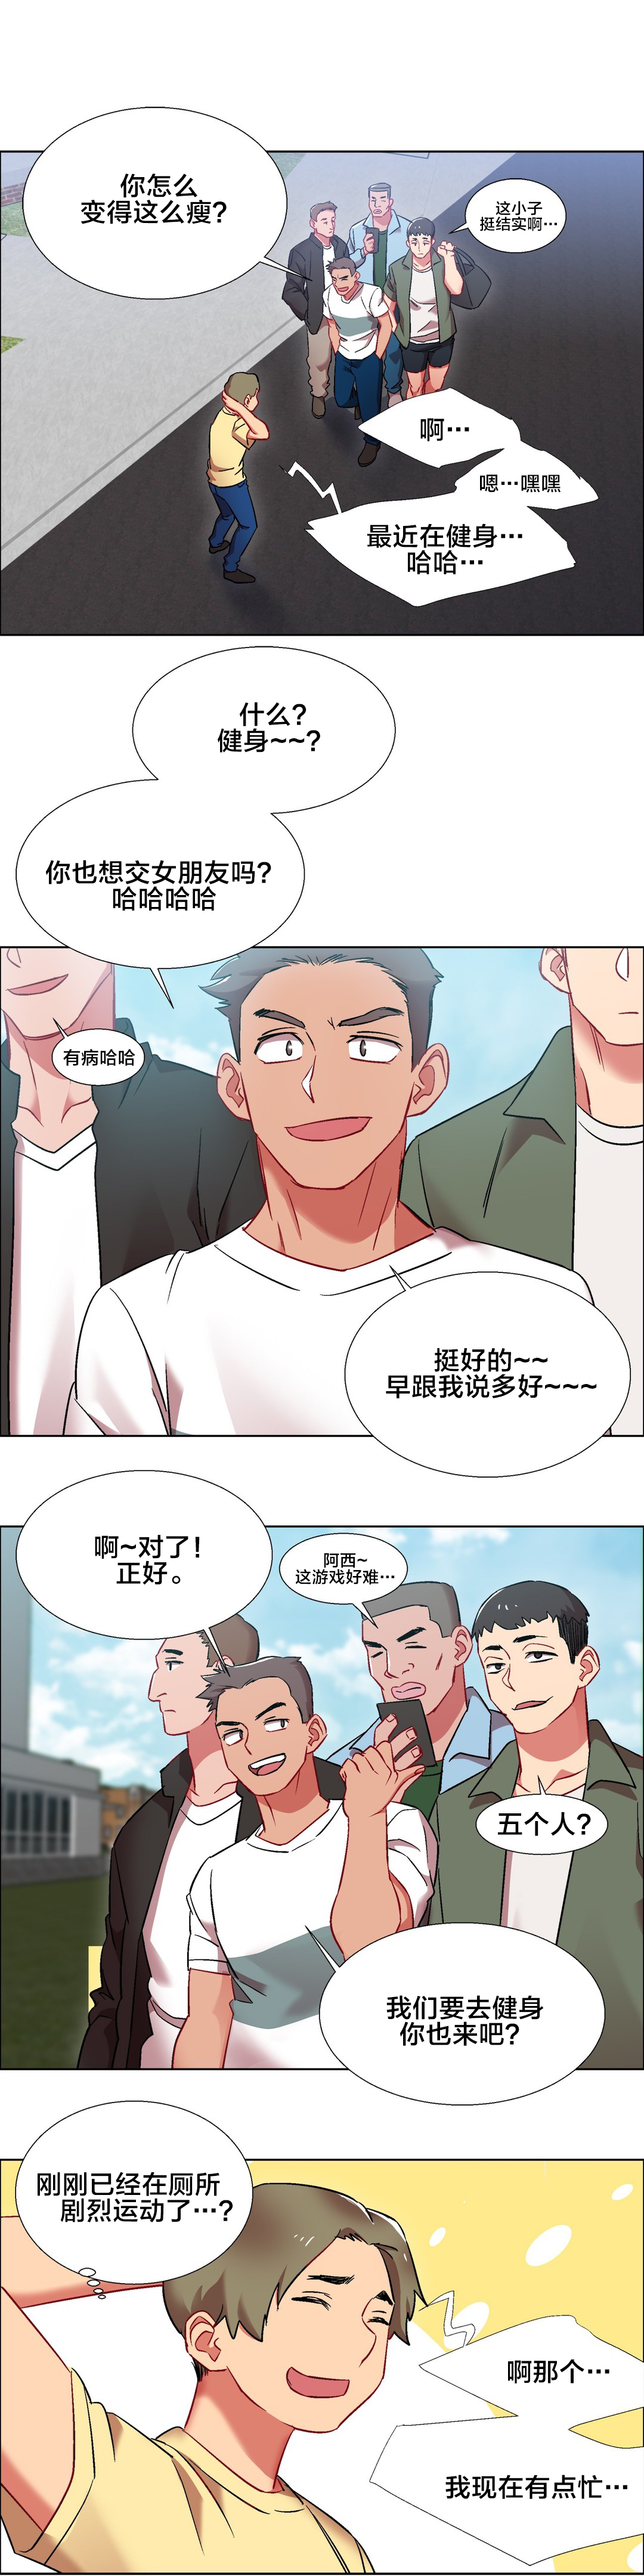 你怎么
变得这么瘦?
这小子
挺结实啊…
啊…
嗯…嘿嘿
最近在健身…
哈哈…
什么?
健身~~?
你也想交女朋友吗?
哈哈哈哈
有病哈哈
挺好的~~
早跟我说多好~~~
啊~对了!
正好。
阿西~
这游戏好难…
五个人?
我们要去健身
你也来吧?
刚刚已经在厕所
剧烈运动了…?
啊那个…
我现在有点忙…